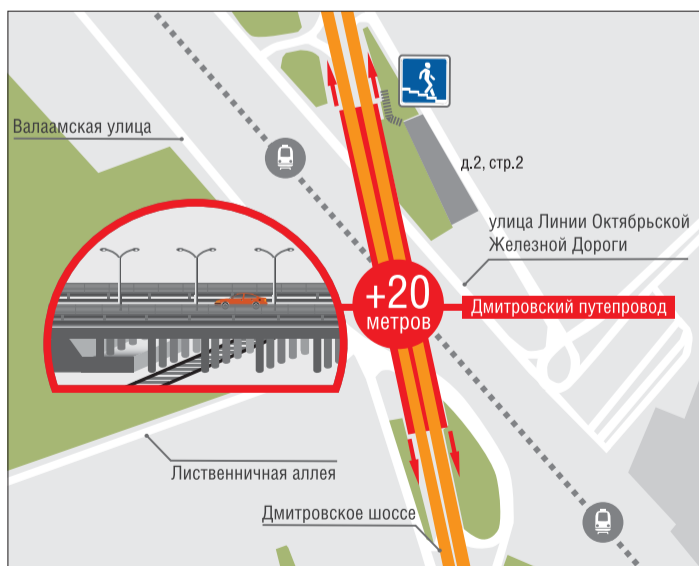 Валаамская улица
д.2, стр.2
улица Линии Октябрьской
Железной Дороги
+20
метров
Дмитровский путепровод
Лиственничная аллея
Дмитровское шоссе